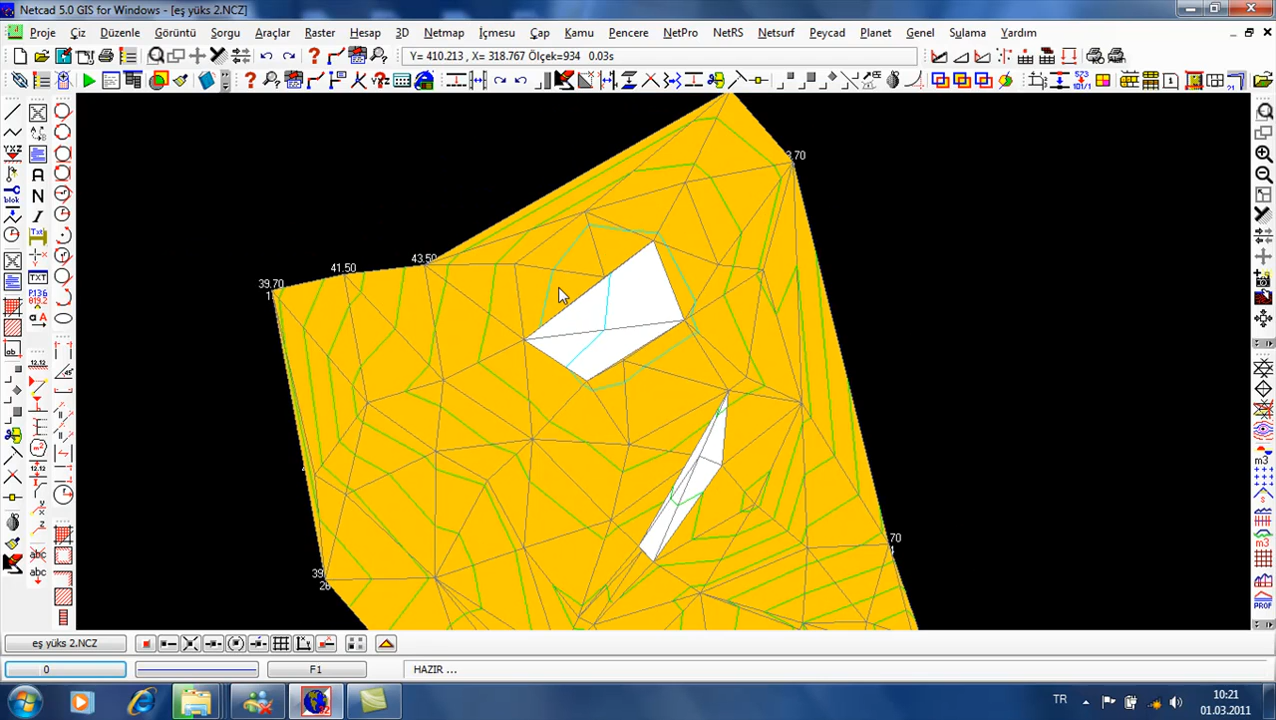 Netcad 5.0 GIS for Windows - [eş yüks 2.NCZ]
Proje Çiz Düzenle Görüntü Sorgu Araçlar Raster Hesap 3D Netmap İçmesu Çap Kamu Pencere NetPro NetRS Netsurf Peycad Planet Genel Sulama Yardım
Y= 410.213 X= 318.767 Ölçek=934 0.03s
43.50
41.50
39.70
eş yüks 2.NCZ
0
F1
HAZIR ...
TR
10:21
01.03.2011